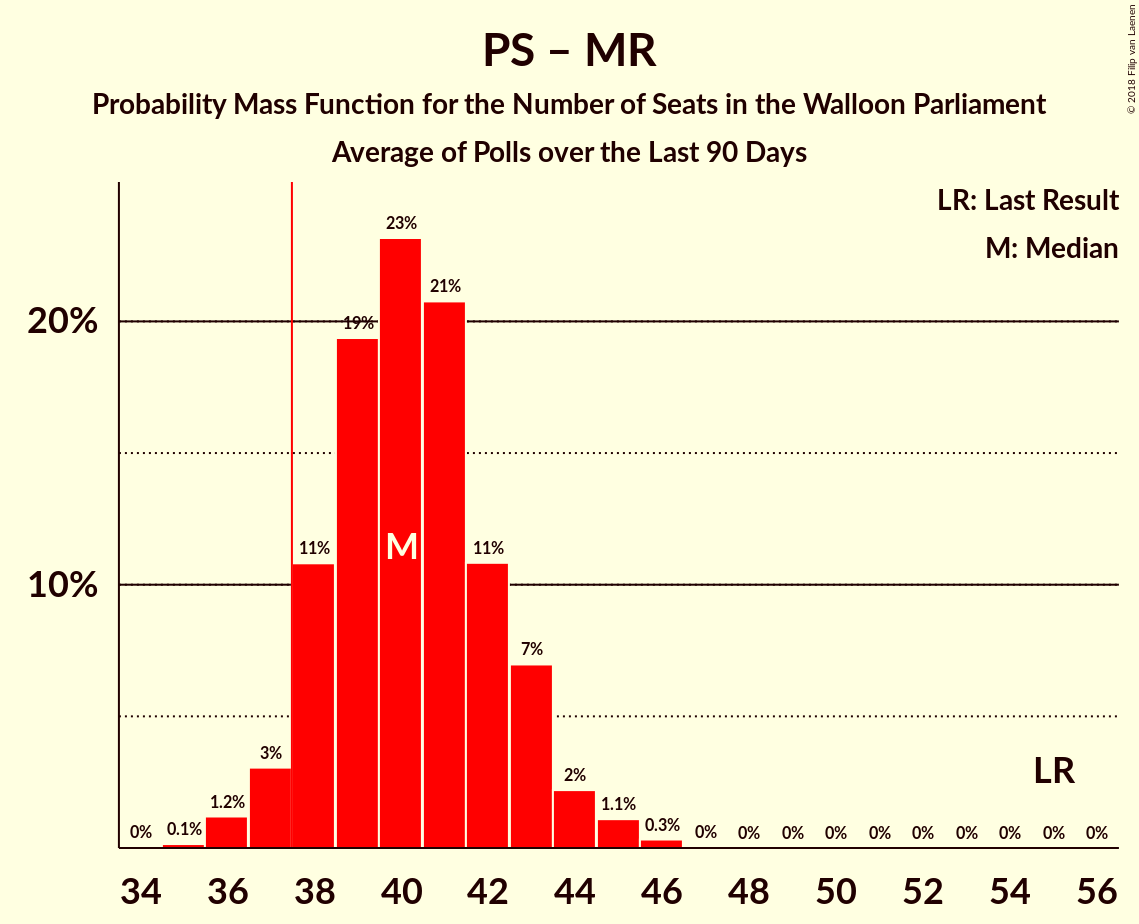 PS – MR
Probability Mass Function for the Number of Seats in the Walloon Parliament
Average of Polls over the Last 90 Days
© 2018 Filip van Laenen
LR: Last Result
M: Median
20%
10%
0%
0.1%
1.2%
3%
11%
19%
23%
21%
11%
7%
2%
1.1%
0.3%
0%
0%
0%
0%
0%
0%
0%
0%
0%
0%
M
LR
34 36 38 40 42 44 46 48 50 52 54 56